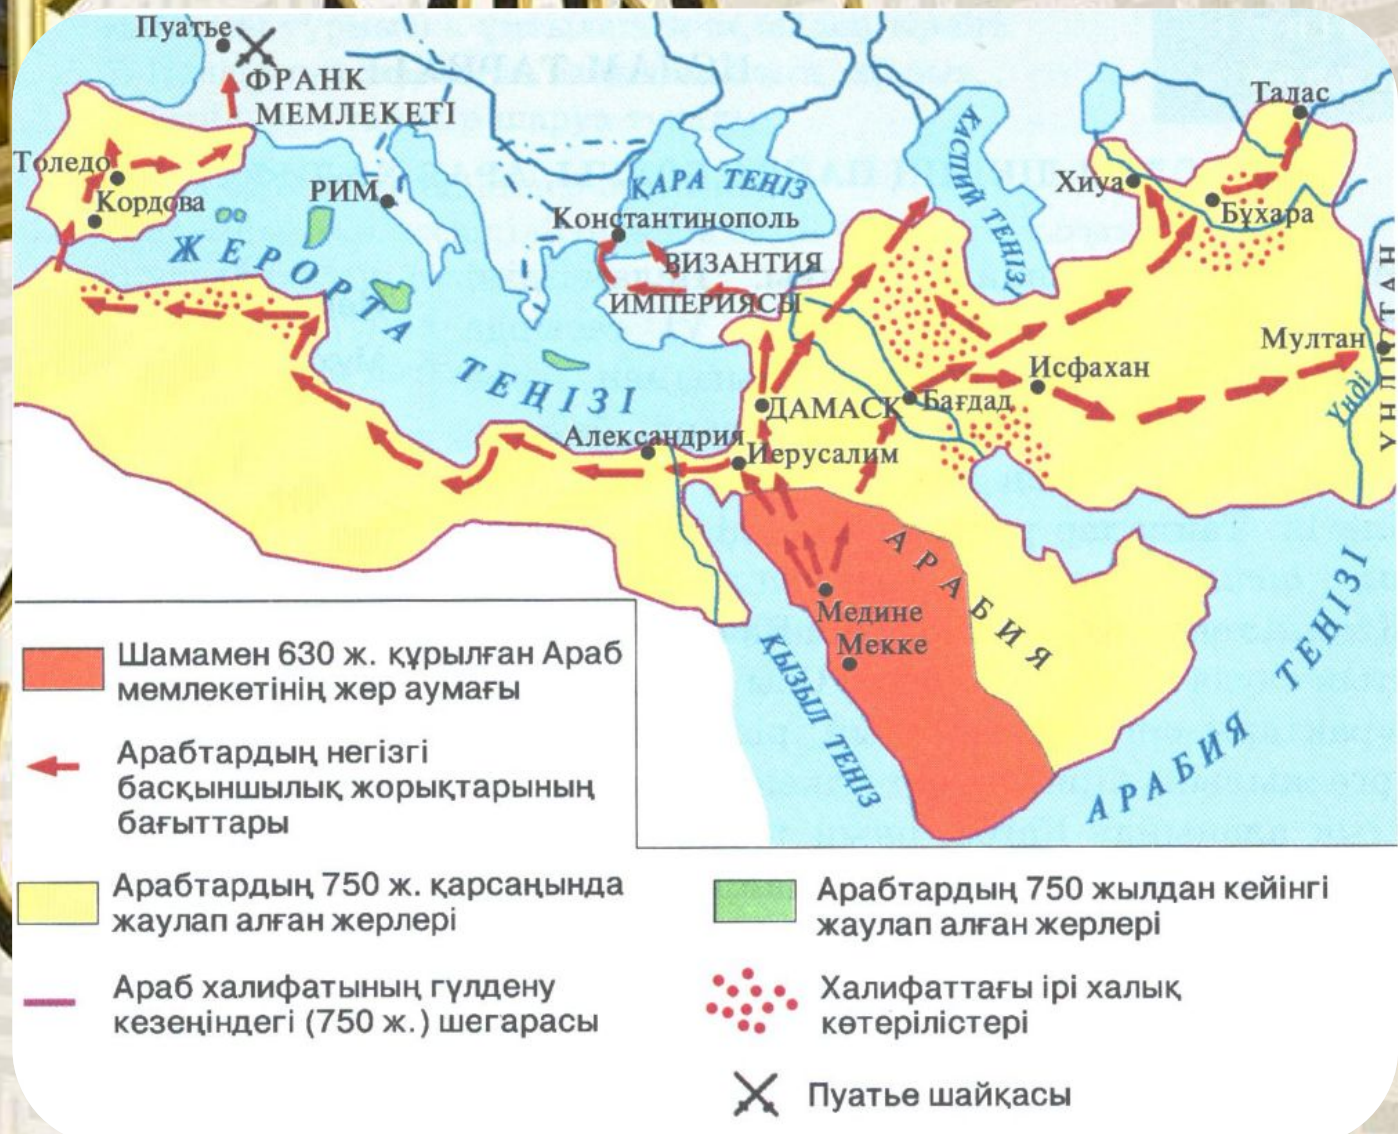 Пуатье
ФРАНК
МЕМЛЕКЕТІ
Талас
Толедо
Кордова
РИМ
ҚАРА ТЕҢІЗ
КАСПИЙ ТЕҢІЗІ
Хиуа
Бұхара
Константинополь
ВИЗАНТИЯ
ИМПЕРИЯСЫ
ЖЕРОРТА
ТЕҢІЗІ
Исфахан
Мултан
Үнді
ДАМАСК
Бағдад
Александрия
Иерусалим
АРАБИЯ
Медине
Мекке
ҚЫЗЫЛ ТЕҢІЗ
АРАБИЯ ТЕҢІЗІ
Шамамен 630 ж. құрылған Араб
мемлекетінің жер аумағы
Арабтардың негізгі
басқыншылық жорықтарының
бағыттары
Арабтардың 750 ж. қарсаңында
жаулап алған жерлері
Араб халифатының гүлдену
кезеңіндегі (750 ж.) шегарасы
Арабтардың 750 жылдан кейінгі
жаулап алған жерлері
Халифаттағы ірі халық
көтерілістері
Пуатье шайқасы